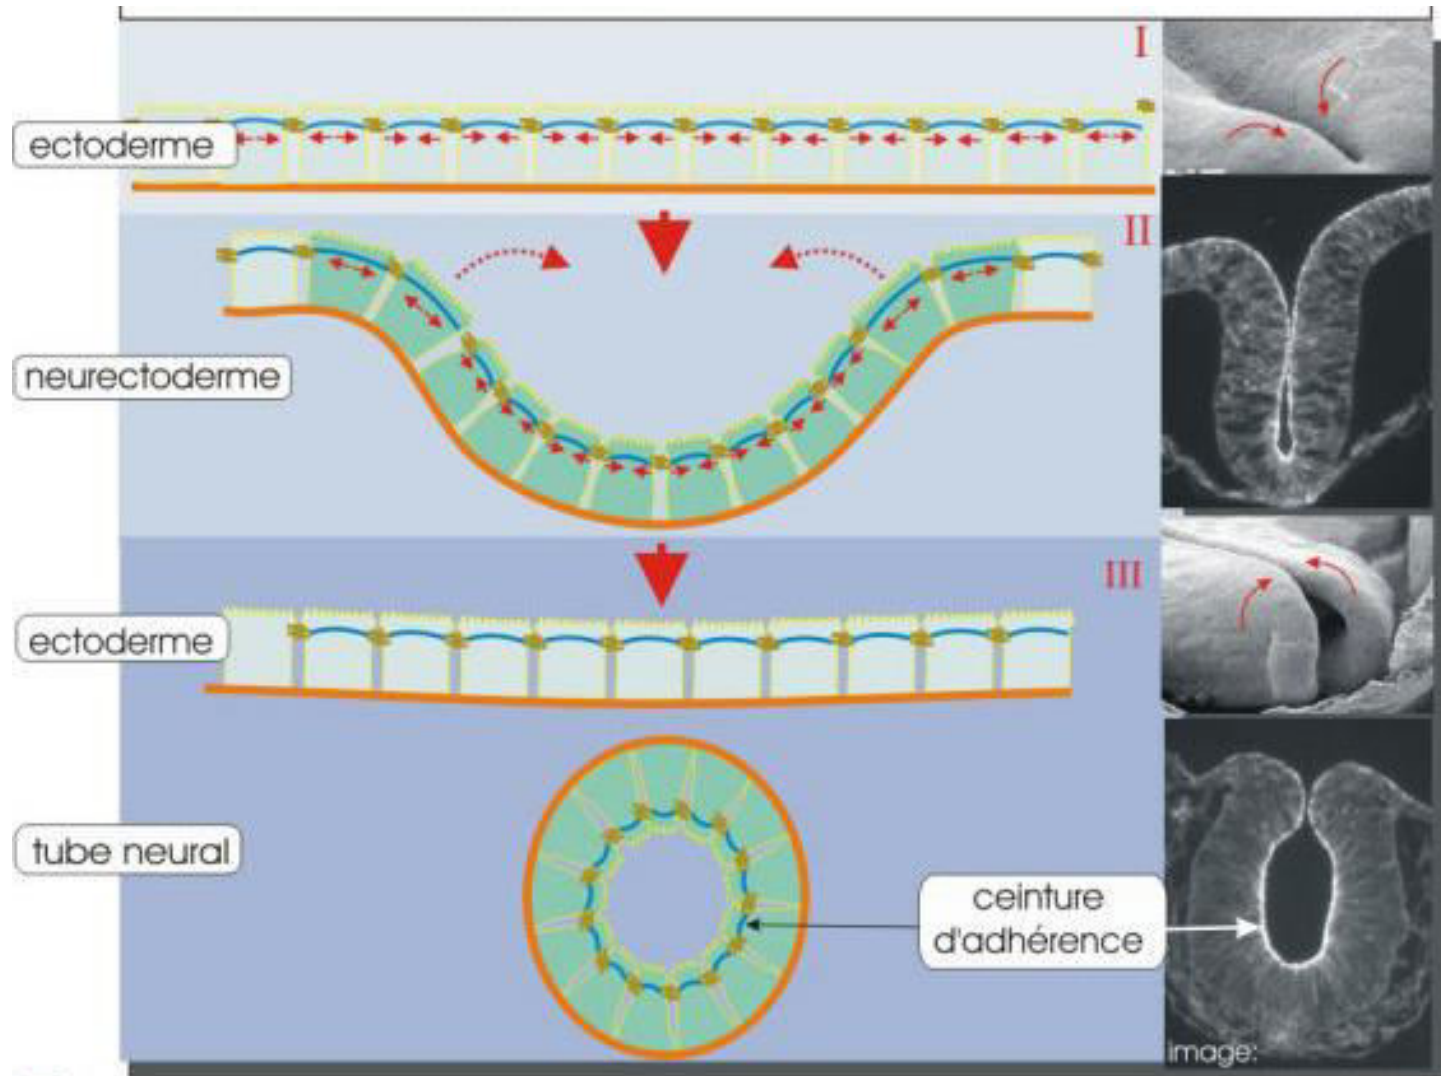 I
ectoderme
II
neurectoderme
III
ectoderme
tube neural
ceinture
d'adhérence
image: